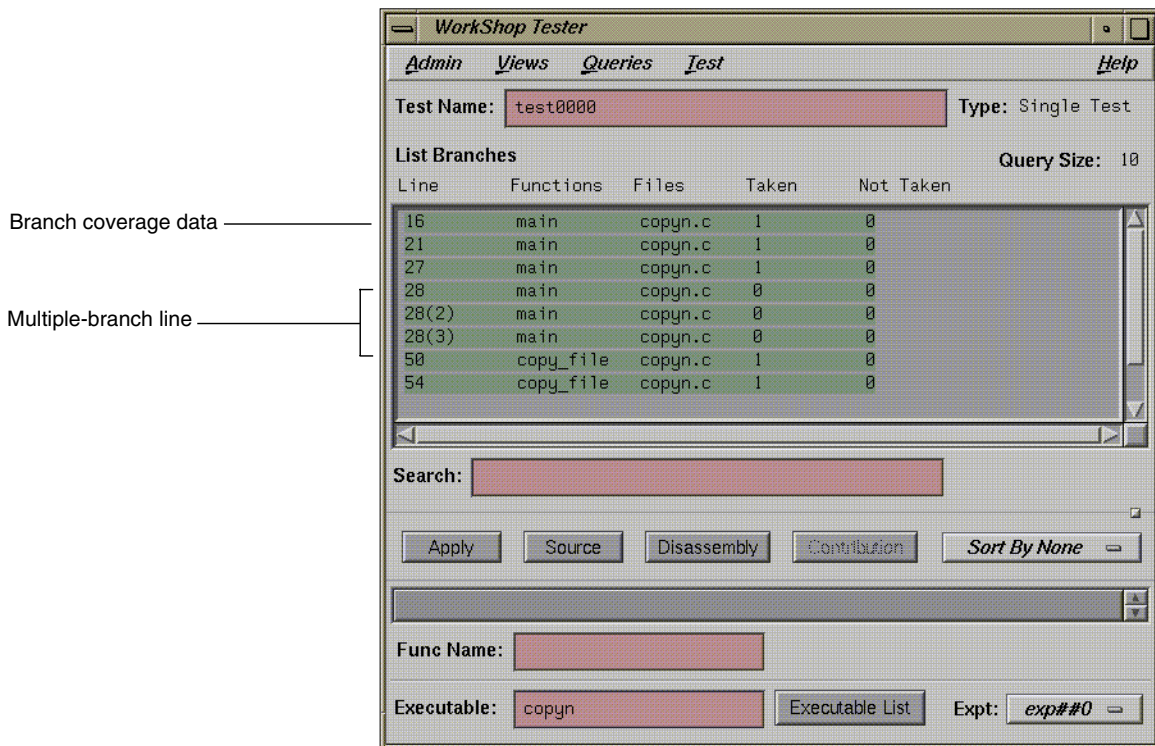 WorkShop Tester
Admin Views Queries Test Help
Test Name: test0000 Type: Single Test
List Branches Query Size: 10
Line Functions Files Taken Not Taken
Branch coverage data
16 main copyn.c 1 0
21 main copyn.c 1 0
27 main copyn.c 1 0
Multiple-branch line
28 main copyn.c 0 0
28(2) main copyn.c 0 0
28(3) main copyn.c 0 0
50 copy_file copyn.c 1 0
54 copy_file copyn.c 1 0
Search:
Apply Source Disassembly Contribution Sort By None
Func Name:
Executable: copyn Executable List Expt: exp##0